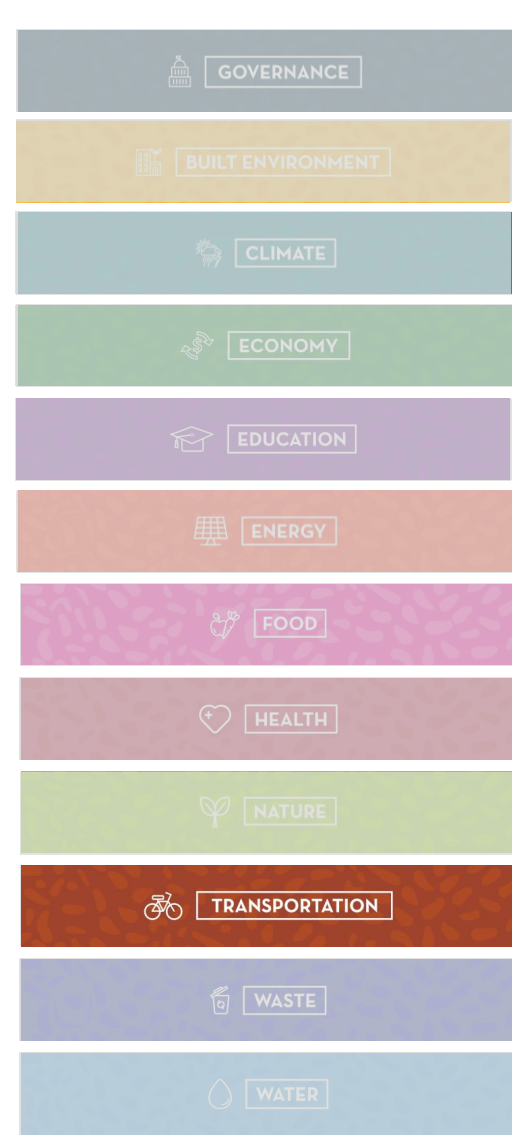 GOVERNANCE
BUILT ENVIRONMENT
CLIMATE
ECONOMY
EDUCATION
ENERGY
FOOD
HEALTH
NATURE
TRANSPORTATION
WASTE
WATER